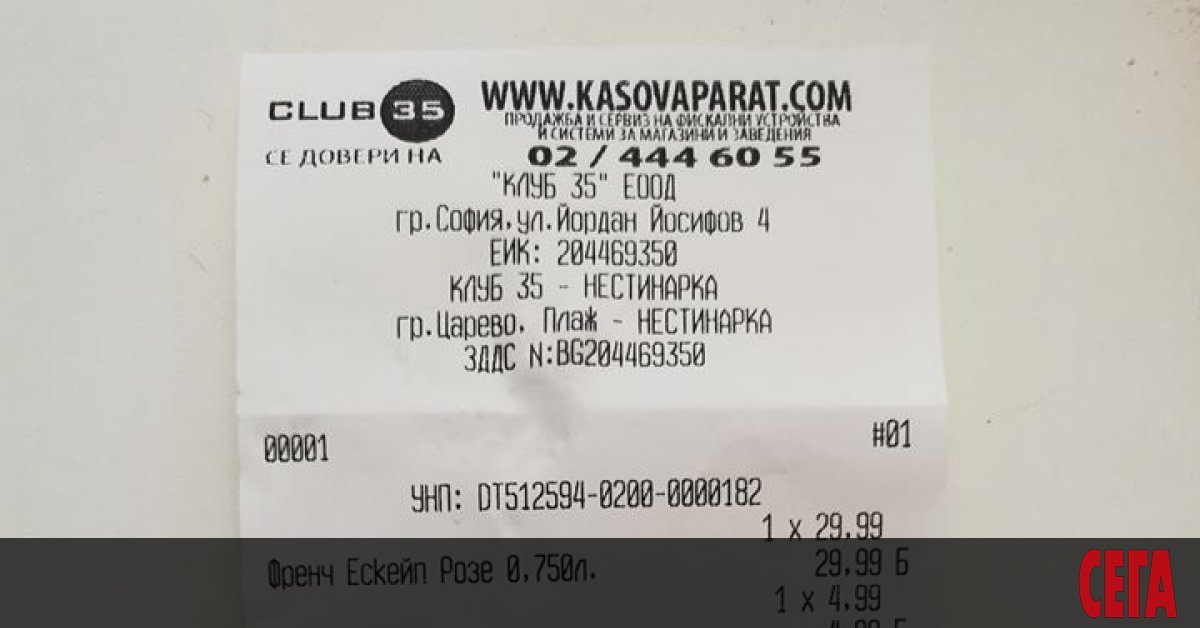 CLUB 35
СЕ ДОВЕРИ НА
WWW.KASOVAPARAT.COM
ПРОДАЖБА И СЕРВИЗ НА ФИСКАЛНИ УСТРОЙСТВА
И СИСТЕМИ ЗА МАГАЗИНИ И ЗАВЕДЕНИЯ
02 / 444 60 55
"КЛУБ 35" ЕООД
гр.София,ул.Йордан Йосифов 4
ЕИК: 204469350
КЛУБ 35 - НЕСТИНАРКА
гр.Царево, Плаж - НЕСТИНАРКА
ЗДДС N:BG204469350
00001 #01
УНП: DT512594-0200-0000182
1 x 29.99
Френч Ескейп Розе 0.750л. 29.99 Б
1 x 4.99
СЕГА